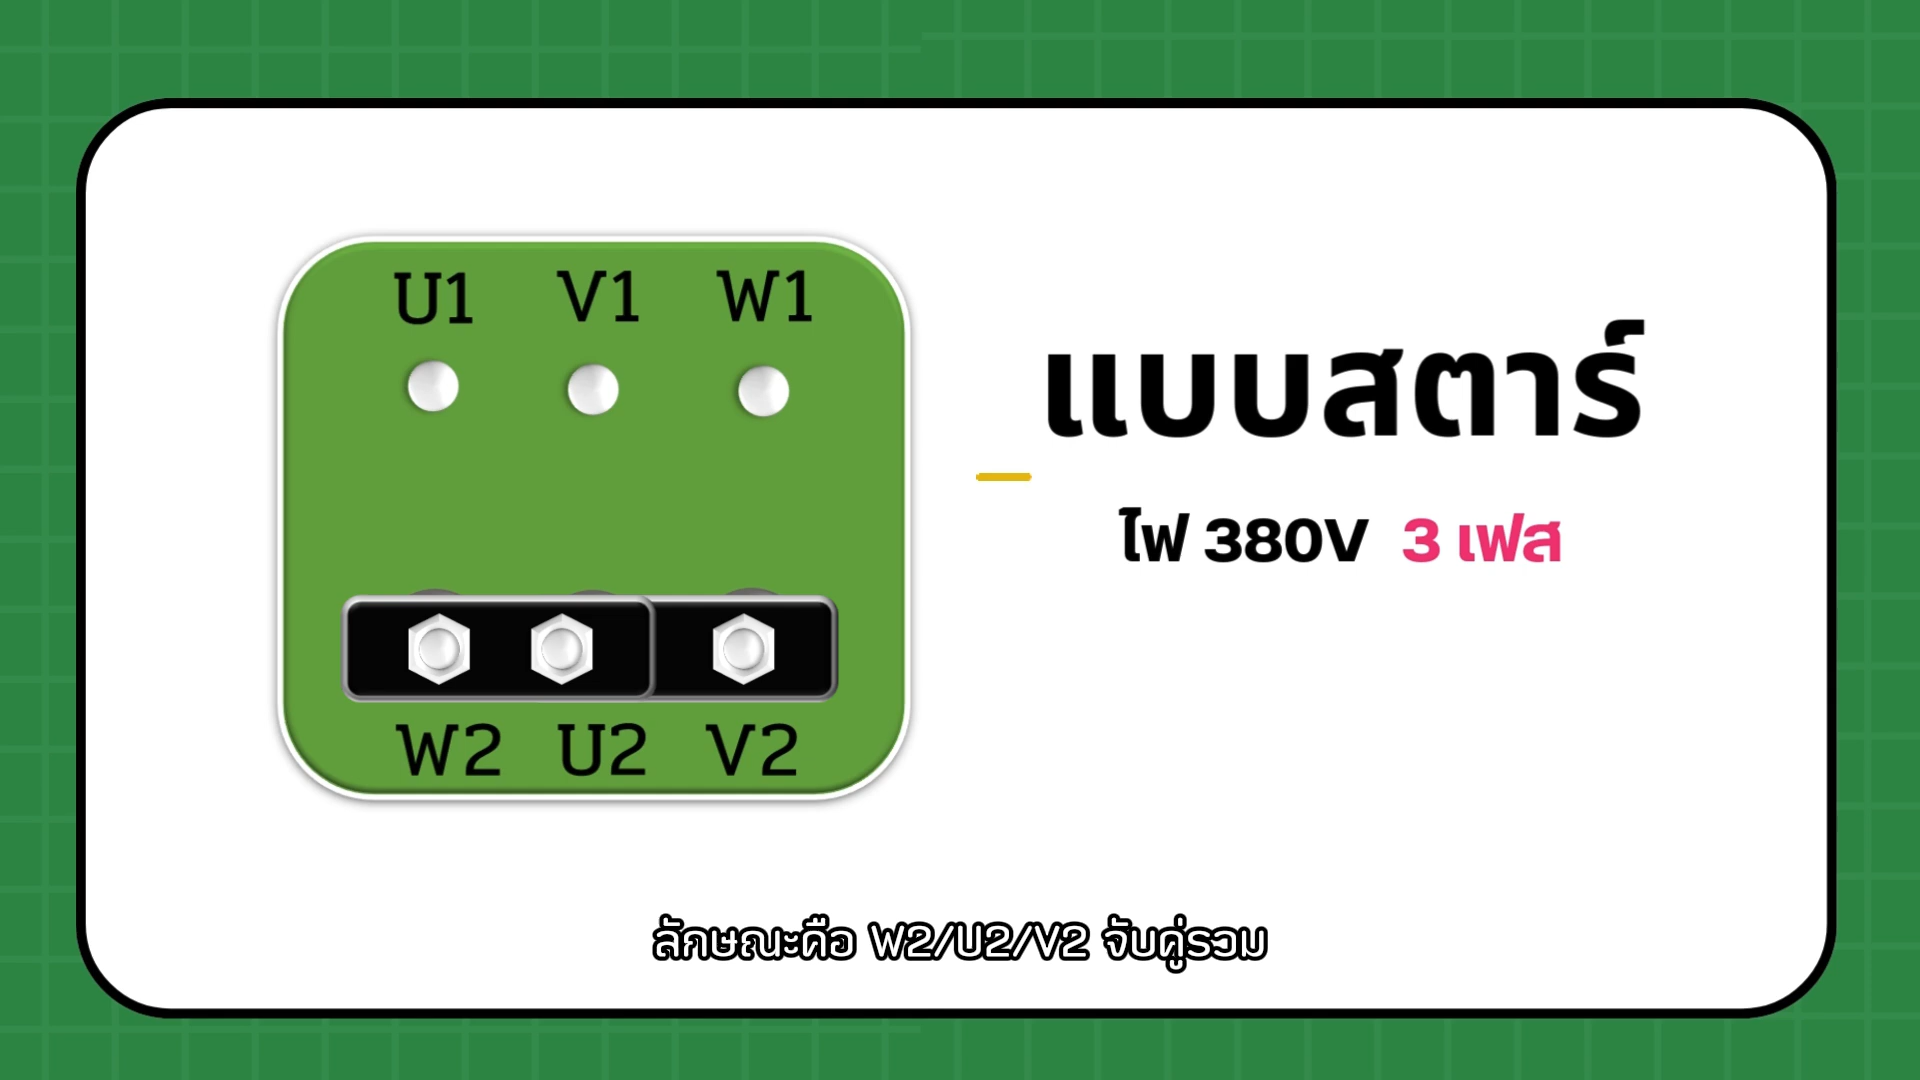 U1 V1 W1
แบบสตาร์
ไฟ 380V 3 เฟส
W2 U2 V2
ลักษณะคือ W2/U2/V2 จับคู่รวม